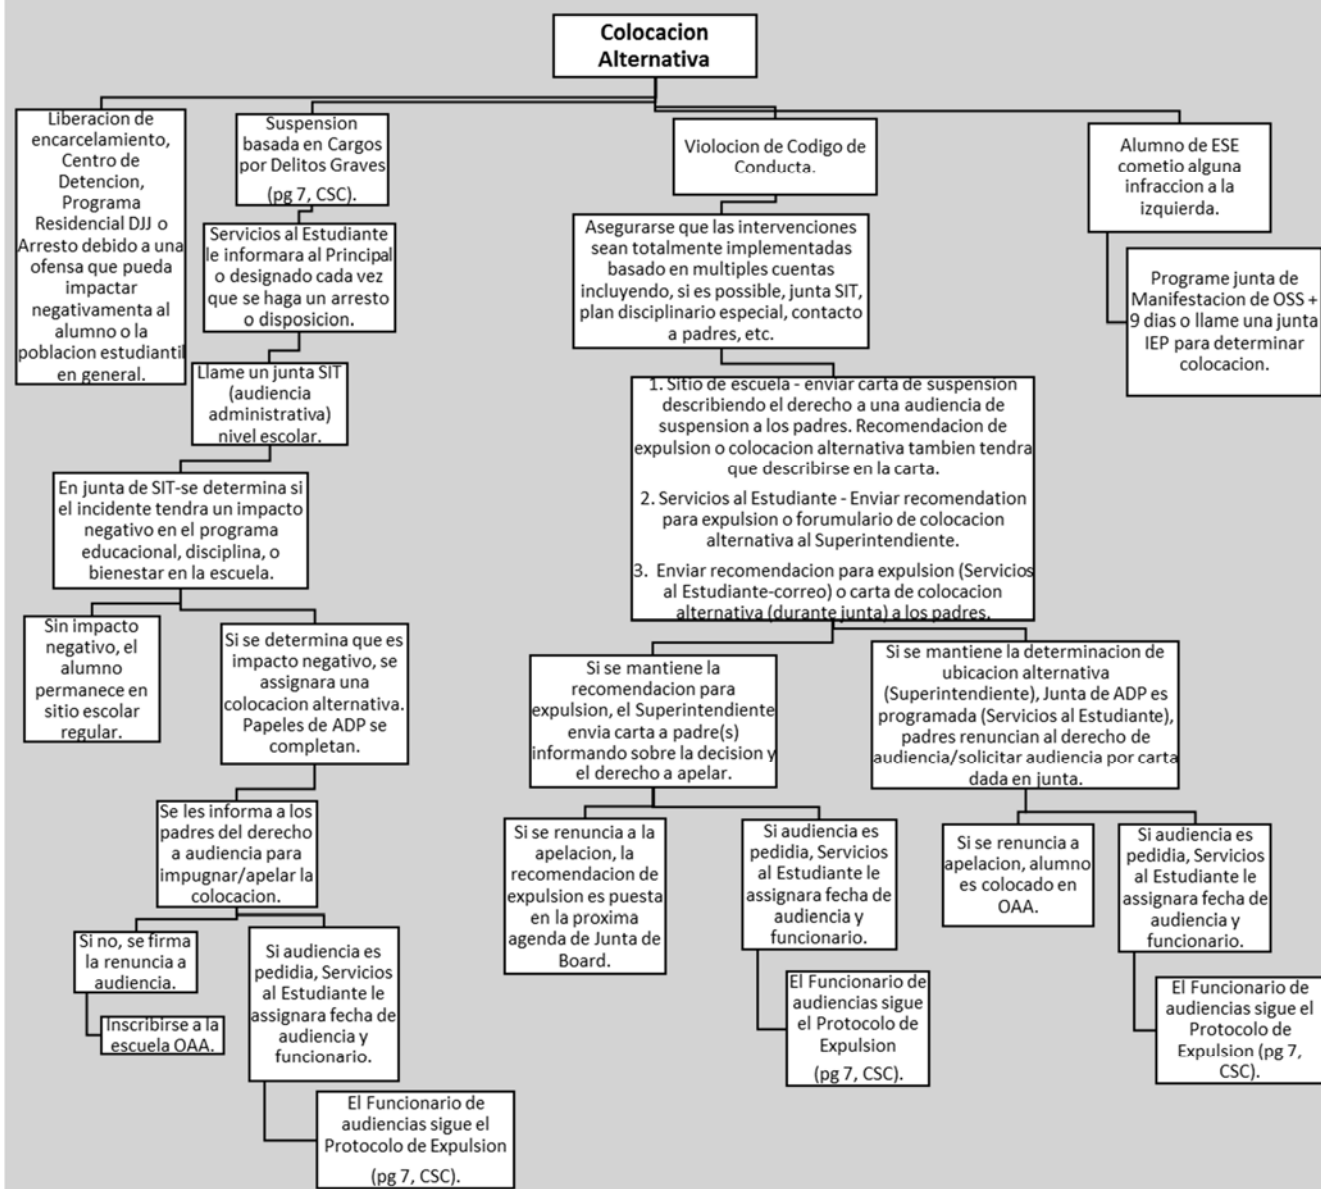 Colocacion
Alternativa
Liberacion de
encarcelamiento,
Centro de
Detencion,
Programa
Residencial DJJ o
Arresto debido a una
ofensa que pueda
impactar
negativamenta al
alumno o la
poblacion estudiantil
en general.
Suspension
basada en Cargos
por Delitos Graves
(pg 7, CSC).
Servicios al Estudiante
le informara al Principal
o designado cada vez
que se haga un arresto
o disposicion.
Llame un junta SIT
(audiencia
administrativa)
nivel escolar.
En junta de SIT-se determina si
el incidente tendra un impacto
negativo en el programa
educacional, disciplina, o
bienestar en la escuela.
Sin impacto
negativo, el
alumno
permanece en
sitio escolar
regular.
Si se determina que es
impacto negativo, se
assignara una
colocacion alternativa.
Papeles de ADP se
completan.
Se les informa a los
padres del derecho
a audiencia para
impugnar/apelar la
colocacion.
Si no, se firma
la renuncia a
audiencia.
Inscribirse a la
escuela OAA.
Si audiencia es
pedidia, Servicios
al Estudiante le
assignara fecha de
audiencia y
funcionario.
El Funcionario de
audiencias sigue el
Protocolo de Expulsion
(pg 7, CSC).
Violocion de Codigo de
Conducta.
Asegurarse que las intervenciones
sean totalmente implementadas
basado en multiples cuentas
incluyendo, si es possible, junta SIT,
plan disciplinario especial, contacto
a padres, etc.
1. Sitio de escuela - enviar carta de suspension
describiendo el derecho a una audiencia de
suspension a los padres. Recomendacion de
expulsion o colocacion alternativa tambien tendra
que describirse en la carta.
2. Servicios al Estudiante - Enviar recomendation
para expulsion o forumulario de colocacion
alternativa al Superintendiente.
3. Enviar recomendacion para expulsion (Servicios
al Estudiante-correo) o carta de colocacion
alternativa (durante junta) a los padres.
Si se mantiene la
recomendacion para
expulsion, el Superintendiente
envia carta a padre(s)
informando sobre la decision y
el derecho a apelar.
Si se renuncia a la
apelacion, la
recomendacion de
expulsion es puesta
en la proxima
agenda de Junta de
Board.
Si audiencia es
pedidia, Servicios
al Estudiante le
assignara fecha de
audiencia y
funcionario.
El Funcionario de
audiencias sigue
el Protocolo de
Expulsion
(pg 7, CSC).
Si se mantiene la determinacion de
ubicacion alternativa
(Superintendiente), Junta de ADP es
programada (Servicios al Estudiante),
padres renuncian al derecho de
audiencia/solicitar audiencia por carta
dada en junta.
Si se renuncia a
apelacion, alumno
es colocado en
OAA.
Si audiencia es
pedidia, Servicios
al Estudiante le
assignara fecha de
audiencia y
funcionario.
El Funcionario de
audiencias sigue el
Protocolo de
Expulsion (pg 7,
CSC).
Alumno de ESE
cometio alguna
infraccion a la
izquierda.
Programe junta de
Manifestacion de OSS +
9 dias o llame una junta
IEP para determinar
colocacion.